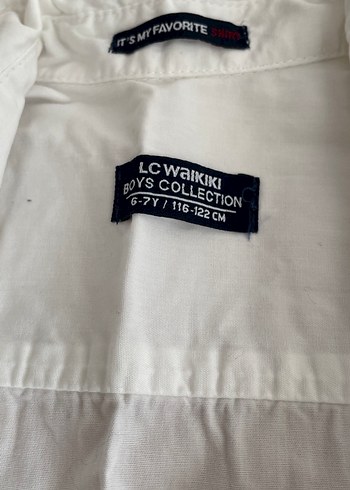 IT'S MY FAVORITE SHIRT
LC WAIKIKI
BOYS COLLECTION
6-7Y / 116-122 CM